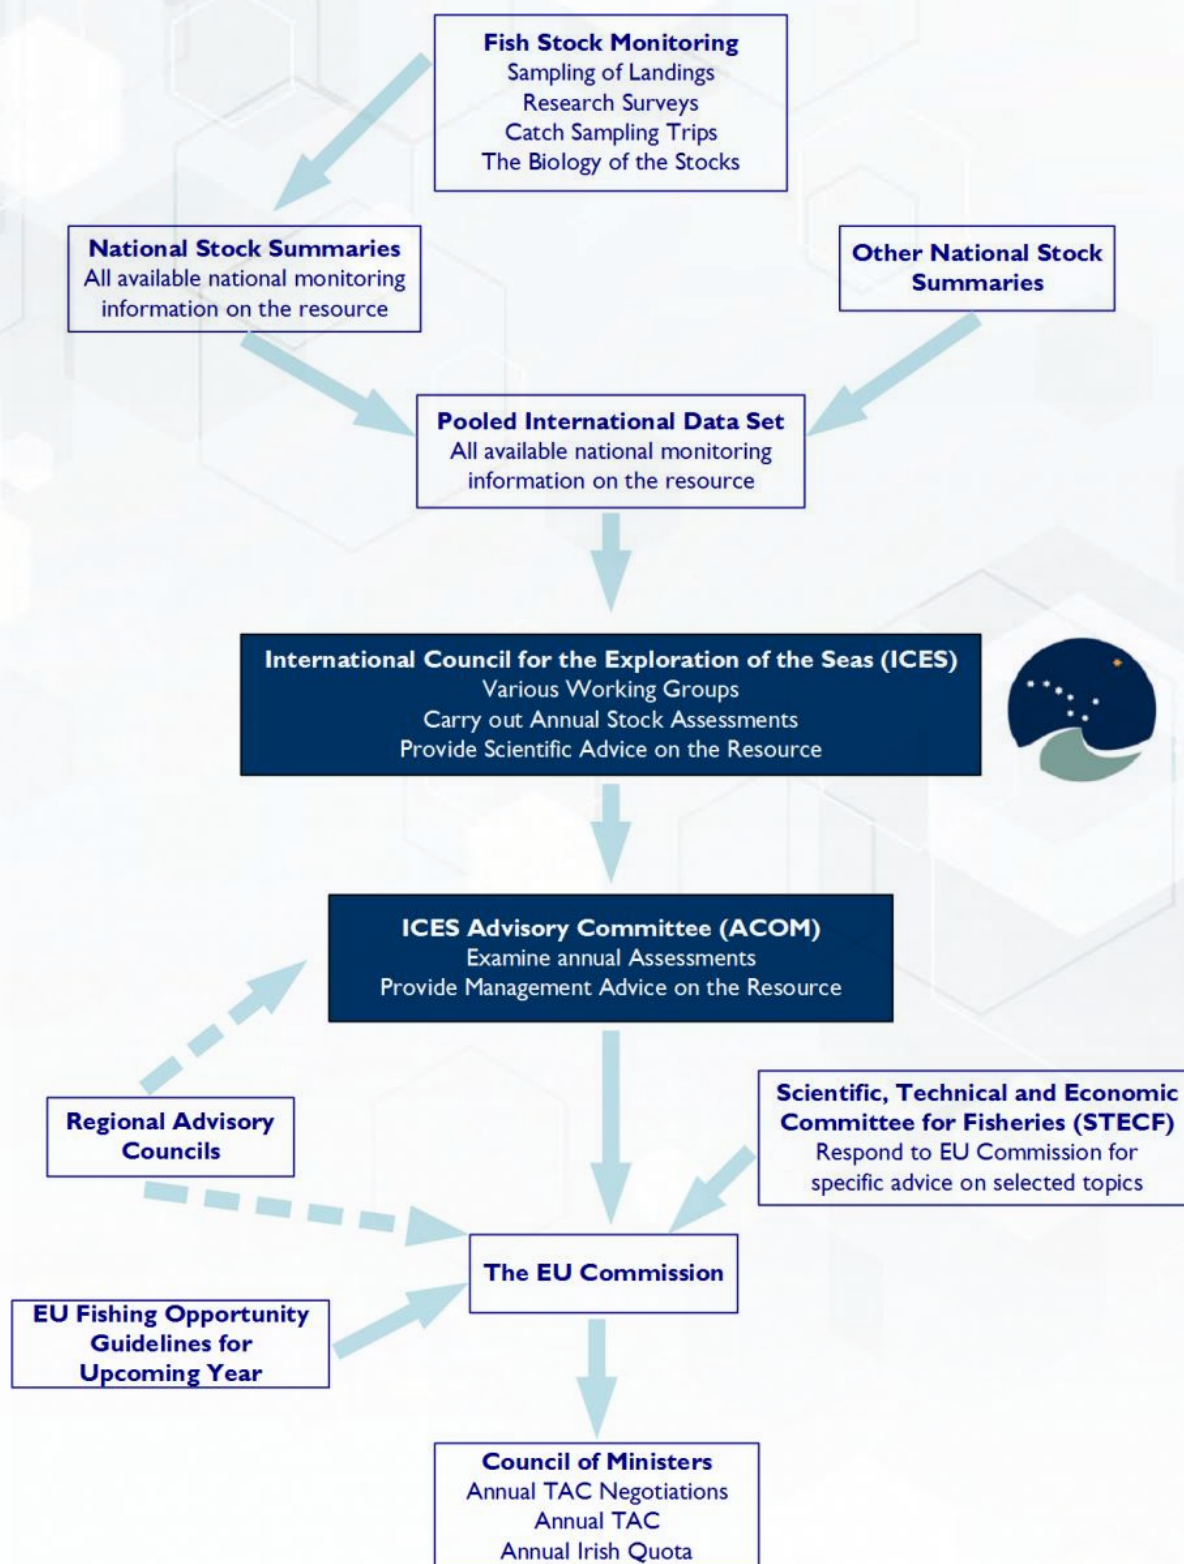 Fish Stock Monitoring
Sampling of Landings
Research Surveys
Catch Sampling Trips
The Biology of the Stocks
National Stock Summaries
All available national monitoring
information on the resource
Other National Stock
Summaries
Pooled International Data Set
All available national monitoring
information on the resource
International Council for the Exploration of the Seas (ICES)
Various Working Groups
Carry out Annual Stock Assessments
Provide Scientific Advice on the Resource
ICES Advisory Committee (ACOM)
Examine annual Assessments
Provide Management Advice on the Resource
Regional Advisory
Councils
Scientific, Technical and Economic
Committee for Fisheries (STECF)
Respond to EU Commission for
specific advice on selected topics
The EU Commission
EU Fishing Opportunity
Guidelines for
Upcoming Year
Council of Ministers
Annual TAC Negotiations
Annual TAC
Annual Irish Quota